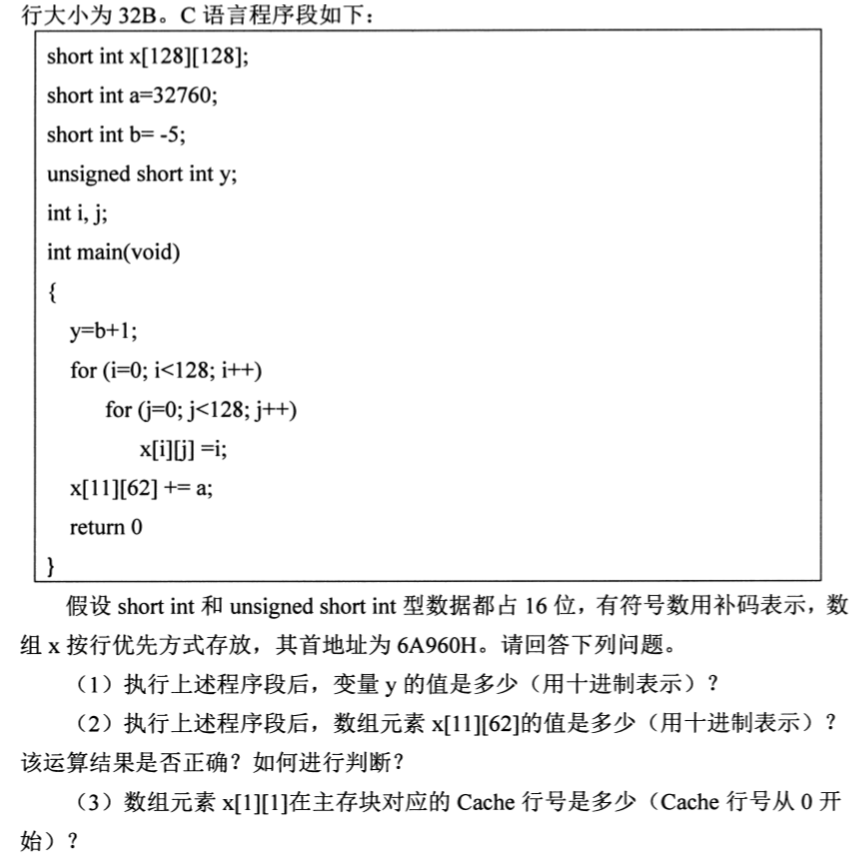 行大小为 32B。C 语言程序段如下：
short int x[128][128];
short int a=32760;
short int b= -5;
unsigned short int y;
int i, j;
int main(void)
{
y=b+1;
for (i=0; i<128; i++)
for (j=0; j<128; j++)
x[i][j] =i;
x[11][62] += a;
return 0
}
假设 short int 和 unsigned short int 型数据都占 16 位，有符号数用补码表示，数
组 x 按行优先方式存放，其首地址为 6A960H。请回答下列问题。
（1）执行上述程序段后，变量 y 的值是多少（用十进制表示）？
（2）执行上述程序段后，数组元素 x[11][62]的值是多少（用十进制表示）？
该运算结果是否正确？如何进行判断？
（3）数组元素 x[1][1]在主存块对应的 Cache 行号是多少（Cache 行号从 0 开
始）？